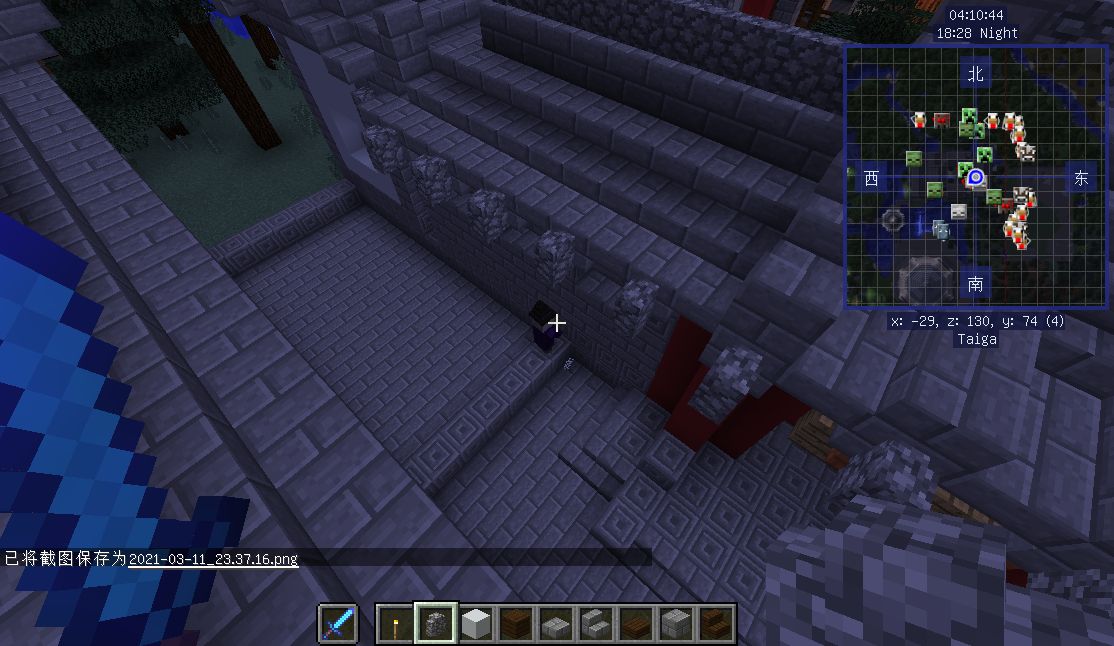 04:10:44
18:28 Night
北
西
东
南
x: -29, z: 130, y: 74 (4)
Taiga
已将截图保存为2021-03-11_23.37.16.png